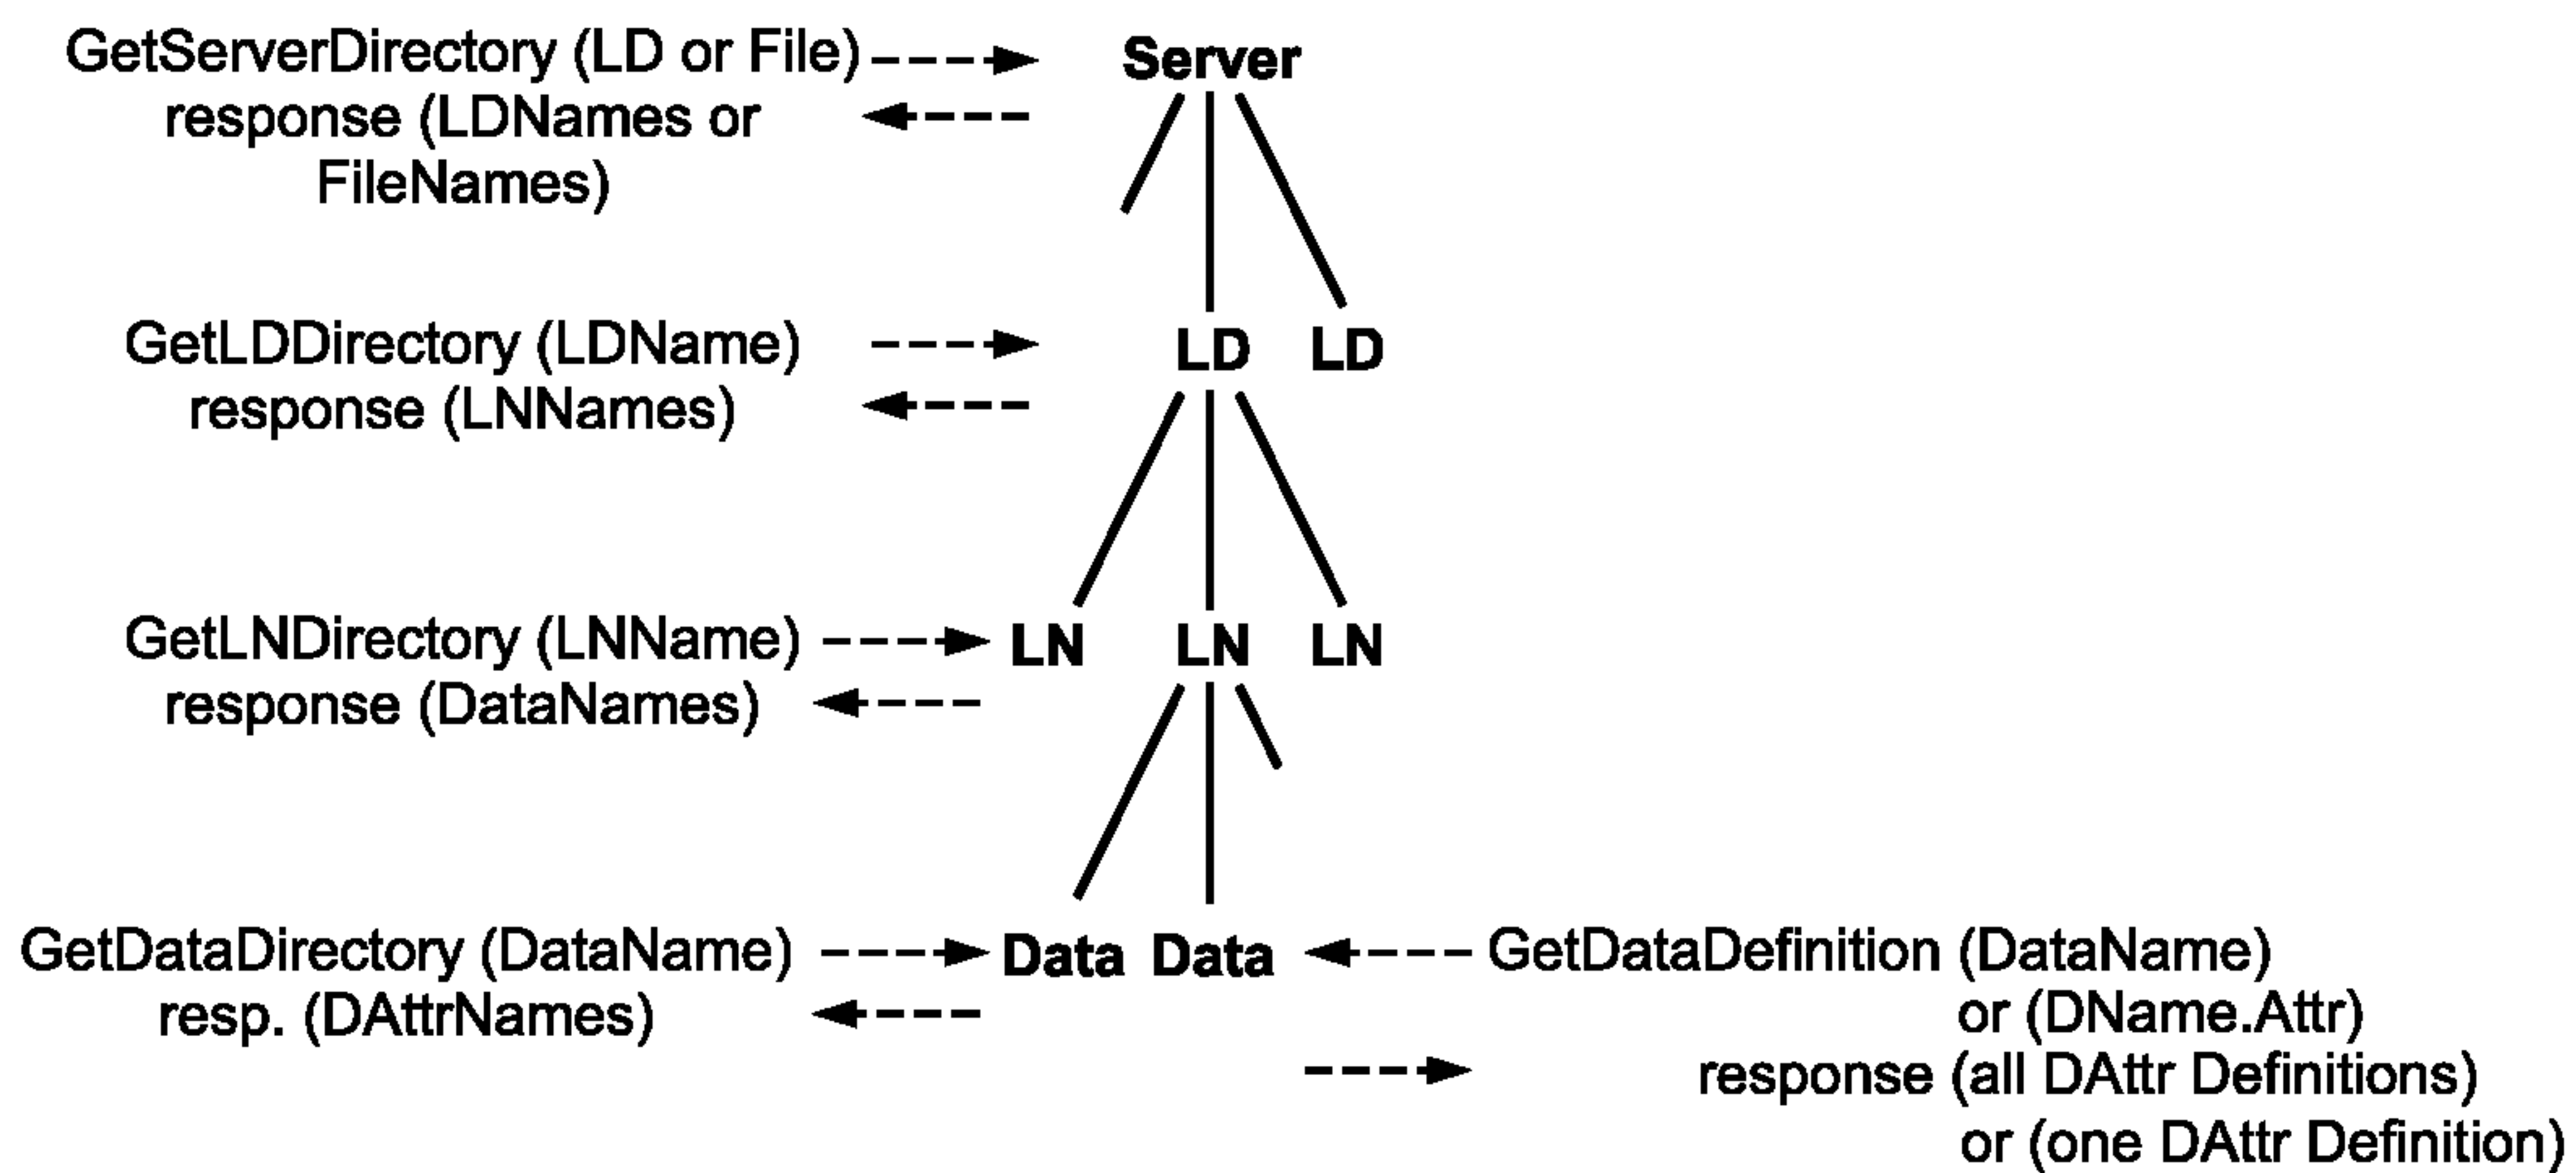 GetServerDirectory (LD or File)
response (LDNames or
FileNames)
Server
GetLDDirectory (LDName)
response (LNNames)
LD LD
GetLNDirectory (LNName)
response (DataNames)
LN LN LN
GetDataDirectory (DataName)
resp. (DAttrNames)
Data Data
GetDataDefinition (DataName)
or (DName.Attr)
response (all DAttr Definitions)
or (one DAttr Definition)